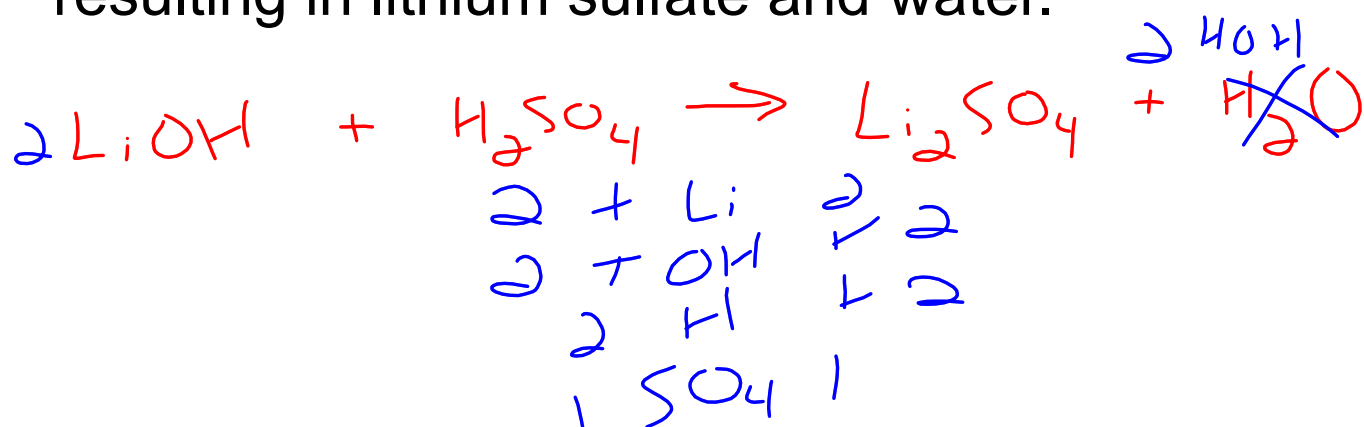 resulting in lithium sulfate and water.
2 HOH
2LiOH + H₂SO₄ → Li₂SO₄ + H₂O
2 + Li 2
2 + OH + 2
2 H + 2
1 SO₄ 1